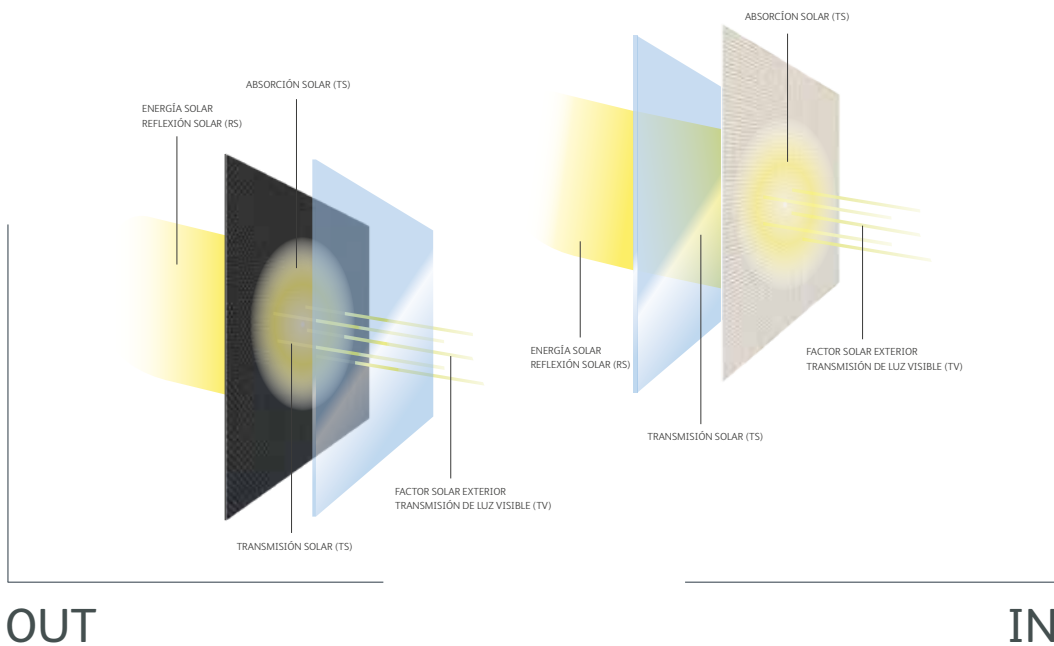 ABSORCÍON SOLAR (TS)
ABSORCIÓN SOLAR (TS)
ENERGÍA SOLAR
REFLEXIÓN SOLAR (RS)
ENERGÍA SOLAR
REFLEXIÓN SOLAR (RS)
FACTOR SOLAR EXTERIOR
TRANSMISIÓN DE LUZ VISIBLE (TV)
TRANSMISIÓN SOLAR (TS)
FACTOR SOLAR EXTERIOR
TRANSMISIÓN DE LUZ VISIBLE (TV)
TRANSMISIÓN SOLAR (TS)
OUT
IN